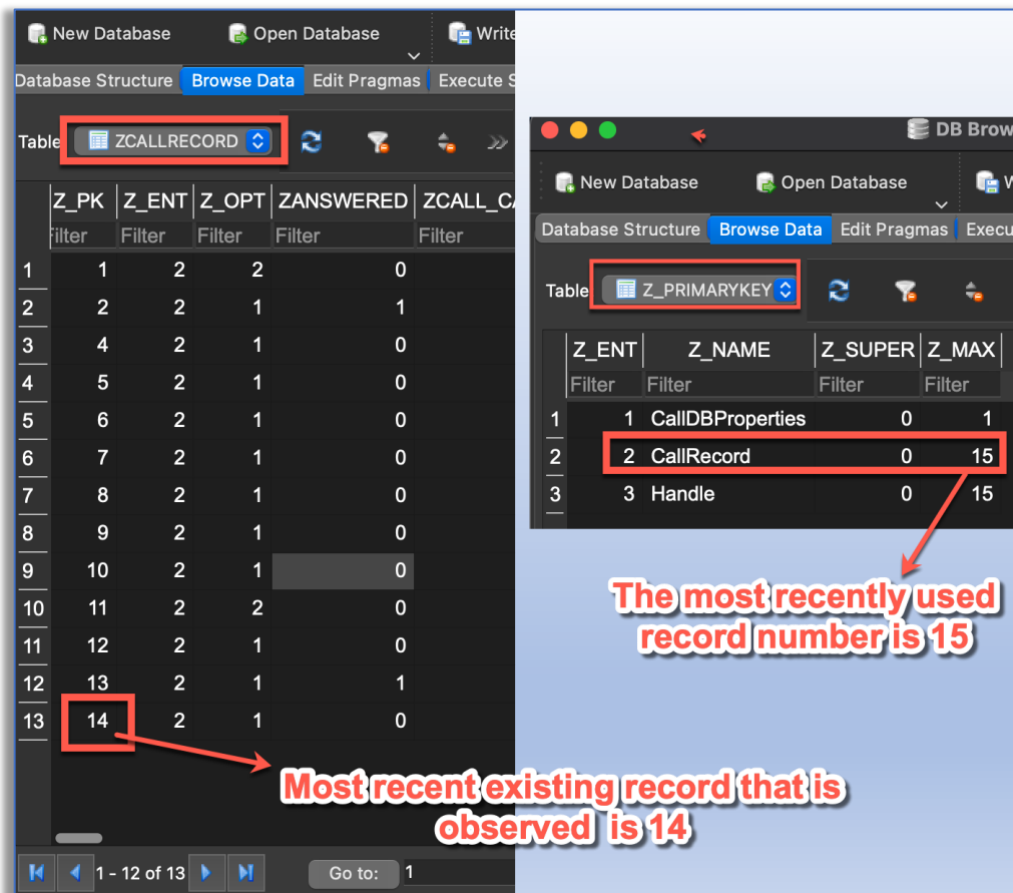 New Database Open Database Write
Database Structure Browse Data Edit Pragmas Execute S
Table ZCALLRECORD
Z_PK Z_ENT Z_OPT ZANSWERED ZCALL_CA
Filter Filter Filter Filter Filter
1 1 2 2 0
2 2 2 1 1
3 4 2 1 0
4 5 2 1 0
5 6 2 1 0
6 7 2 1 0
7 8 2 1 0
8 9 2 1 0
9 10 2 1 0
10 11 2 2 0
11 12 2 1 0
12 13 2 1 1
13 14 2 1 0
1 - 12 of 13 Go to: 1
DB Brow
New Database Open Database W
Database Structure Browse Data Edit Pragmas Execu
Table Z_PRIMARYKEY
Z_ENT Z_NAME Z_SUPER Z_MAX
Filter Filter Filter Filter
1 1 CallDBProperties 0 1
2 2 CallRecord 0 15
3 3 Handle 0 15
The most recently used
record number is 15
Most recent existing record that is
observed is 14